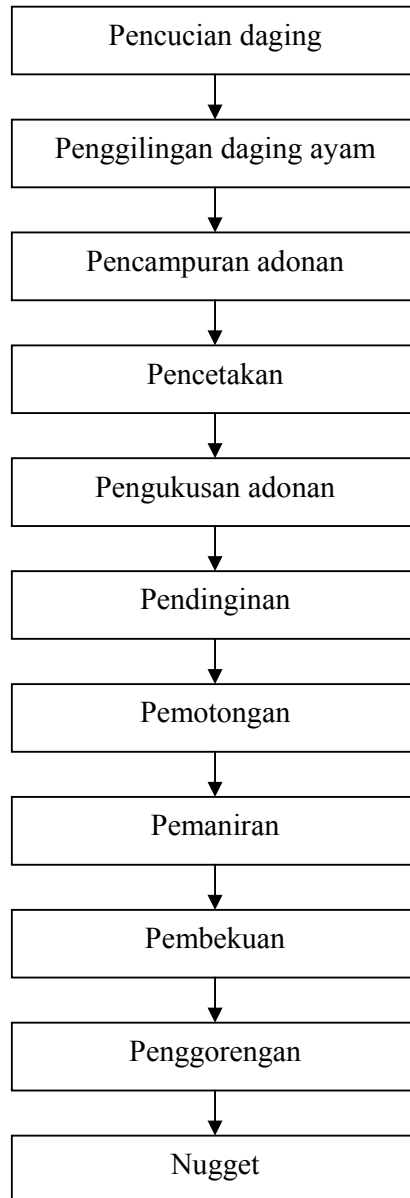 Pencucian daging
Penggilingan daging ayam
Pencampuran adonan
Pencetakan
Pengukusan adonan
Pendinginan
Pemotongan
Pemaniran
Pembekuan
Penggorengan
Nugget